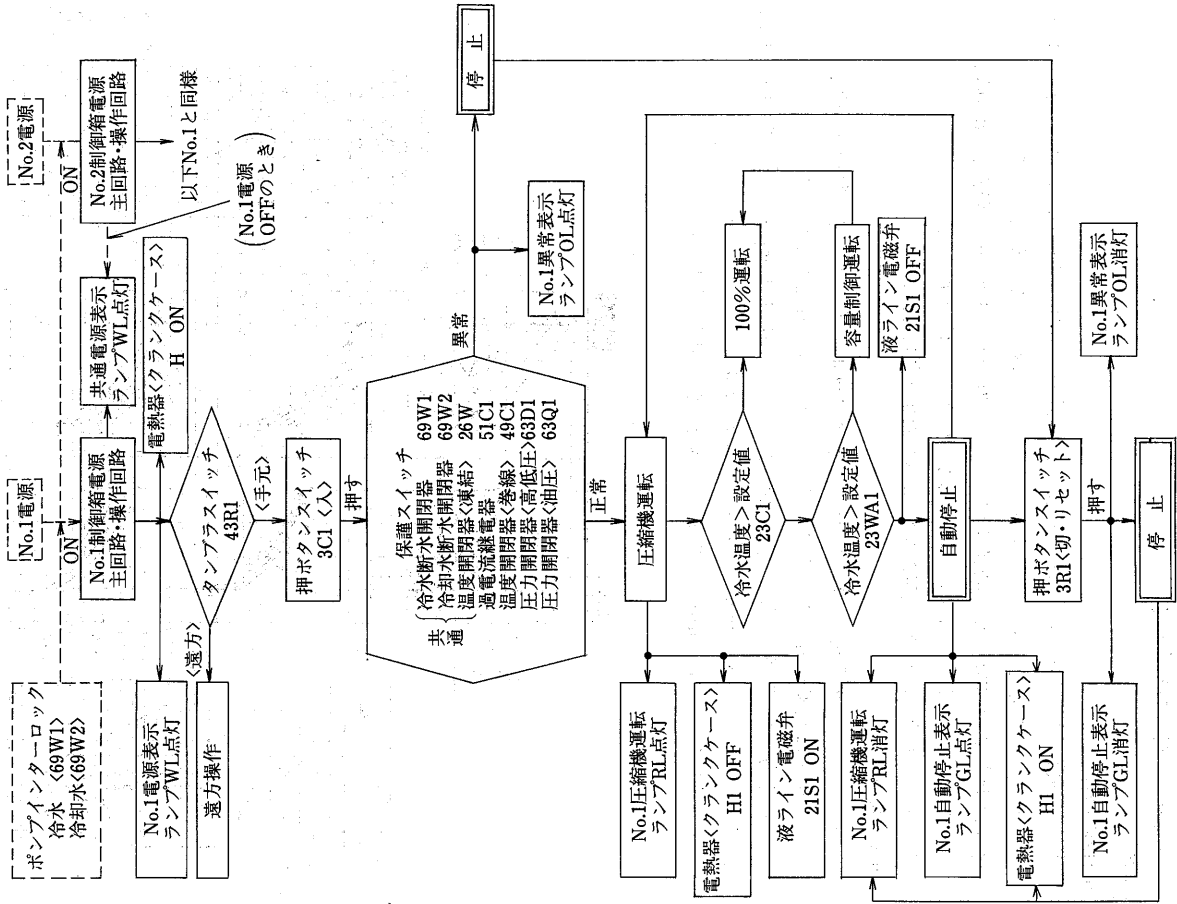 No.1電源
No.2電源
ポンプインターロック
冷水 <69W1>
冷却水<69W2>
ON
ON
No.1制御箱電源
主回路・操作回路
No.2制御箱電源
主回路・操作回路
以下No.1と同様
(No.1電源
OFFのとき)
共通電源表示
ランプWL点灯
電熱器<クランクケース>
H ON
No.1電源表示
ランプWL点灯
タンブラスイッチ
43R1
<遠方>
遠方操作
<手元>
押ボタンスイッチ
3C1 <入>
押す
保護スイッチ
共通
冷水断水開閉器 69W1
冷却水断水開閉器 69W2
温度開閉器<凍結> 26W
過電流継電器 51C1
温度開閉器<巻線> 49C1
圧力開閉器<高低圧>63D1
圧力開閉器<油圧> 63Q1
異常
停止
No.1異常表示
ランプOL点灯
正常
圧縮機運転
No.1圧縮機運転
ランプRL点灯
電熱器<クランクケース>
H1 OFF
液ライン電磁弁
21S1 ON
冷水温度>設定値
23C1
100%運転
冷水温度>設定値
23WA1
容量制御運転
液ライン電磁弁
21S1 OFF
自動停止
No.1圧縮機運転
ランプRL消灯
No.1自動停止表示
ランプGL点灯
電熱器<クランクケース>
H1 ON
押ボタンスイッチ
3R1<切・リセット>
押す
No.1異常表示
ランプOL消灯
No.1自動停止表示
ランプGL消灯
停止